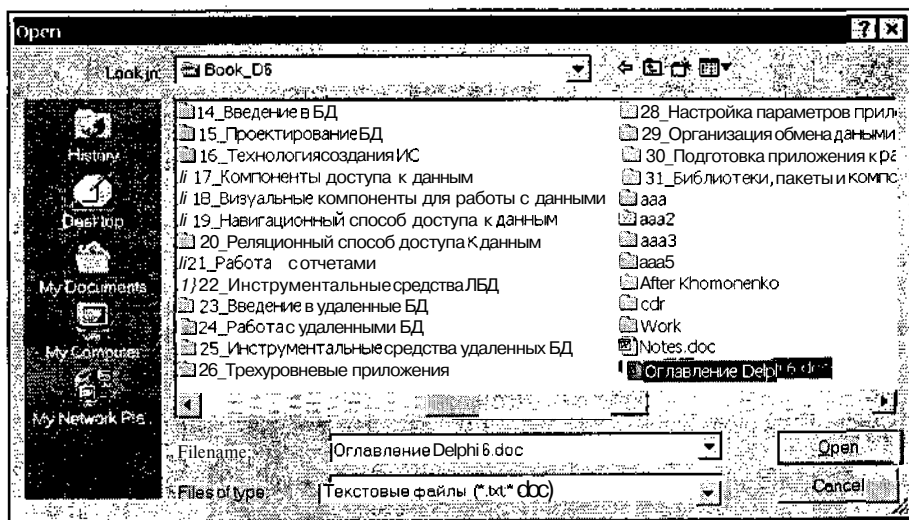 Open
Look in:
Book_D6
History
Desktop
My Documents
My Computer
My Network Pla
14_Введение в БД
15_Проектирование БД
16_Технология создания ИС
17_Компоненты доступа к данным
18_Визуальные компоненты для работы с данными
19_Навигационный способ доступа к данным
20_Реляционный способ доступа к данным
21_Работа с отчетами
22_Инструментальные средства ЛБД
23_Введение в удаленные БД
24_Работа с удаленными БД
25_Инструментальные средства удаленных БД
26_Трехуровневые приложения
28_Настройка параметров прил
29_Организация обмена даными
30_Подготовка приложения к ра
31_Библиотеки, пакеты и компо
aaa
aaa2
aaa3
aaa5
After Khomonenko
cdr
Work
Notes.doc
Оглавление Delphi 6.doc
Filename:
Оглавление Delphi 6.doc
Open
Files of type:
Текстовые файлы (*.txt;*.doc)
Cancel